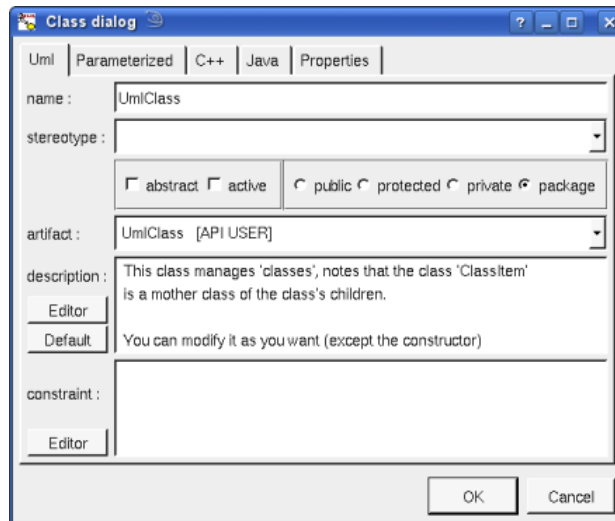 Class dialog
?
Uml Parameterized C++ Java Properties
name : UmlClass
stereotype :
abstract active public protected private package
artifact : UmlClass [API USER]
description : This class manages 'classes', notes that the class 'ClassItem'
is a mother class of the class's children.
Editor
Default You can modify it as you want (except the constructor)
constraint :
Editor
OK Cancel